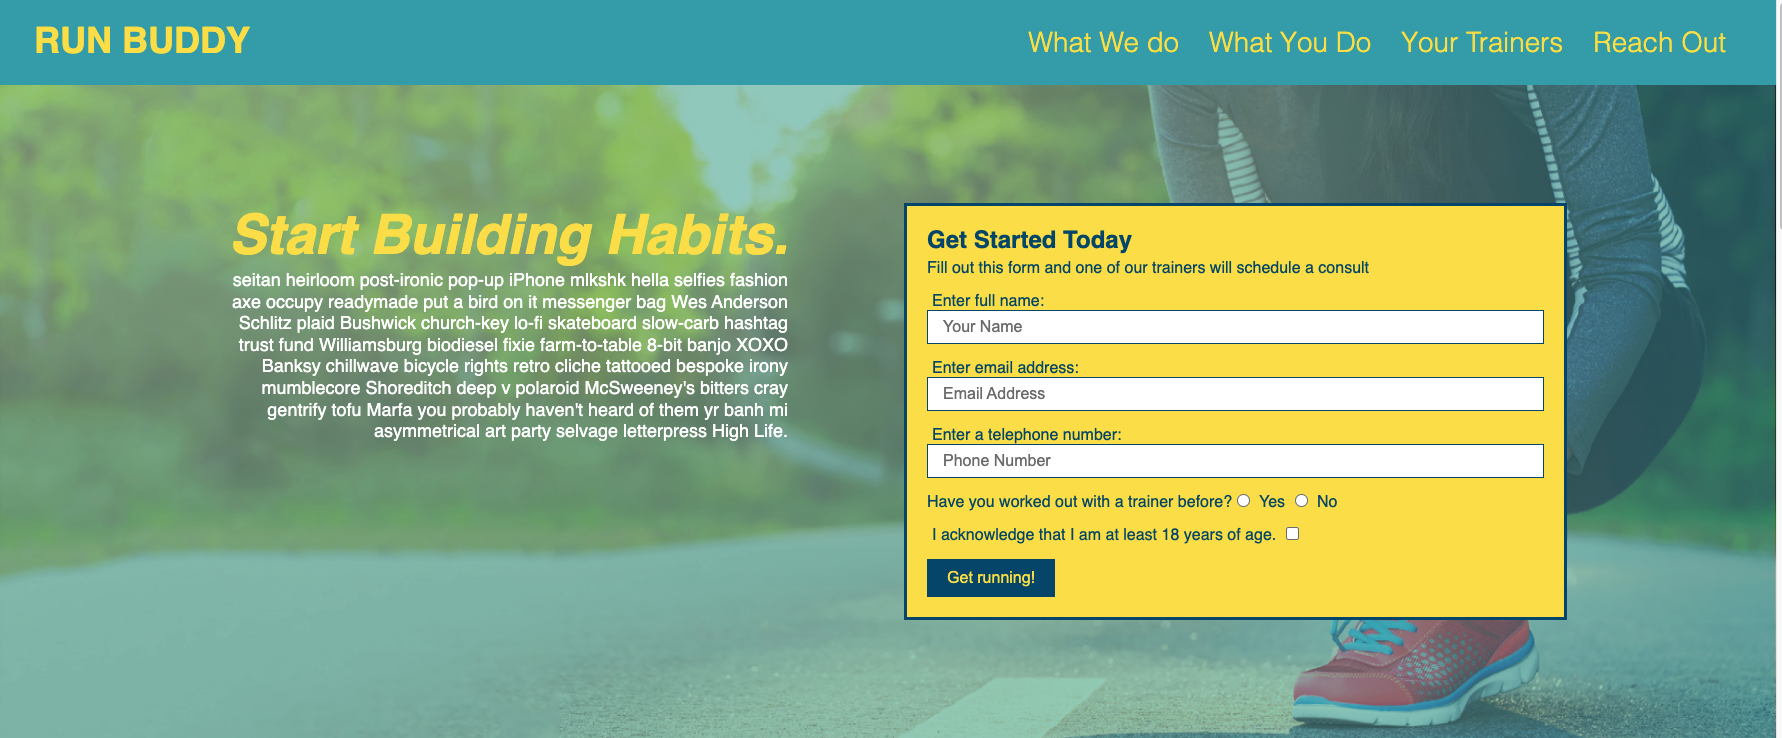 RUN BUDDY
What We do What You Do Your Trainers Reach Out
Start Building Habits.
seitan heirloom post-ironic pop-up iPhone mlkshk hella selfies fashion
axe occupy readymade put a bird on it messenger bag Wes Anderson
Schlitz plaid Bushwick church-key lo-fi skateboard slow-carb hashtag
trust fund Williamsburg biodiesel fixie farm-to-table 8-bit banjo XOXO
Banksy chillwave bicycle rights retro cliche tattooed bespoke irony
mumblecore Shoreditch deep v polaroid McSweeney's bitters cray
gentrify tofu Marfa you probably haven't heard of them yr banh mi
asymmetrical art party selvage letterpress High Life.
Get Started Today
Fill out this form and one of our trainers will schedule a consult
Enter full name:
Your Name
Enter email address:
Email Address
Enter a telephone number:
Phone Number
Have you worked out with a trainer before? Yes No
I acknowledge that I am at least 18 years of age.
Get running!